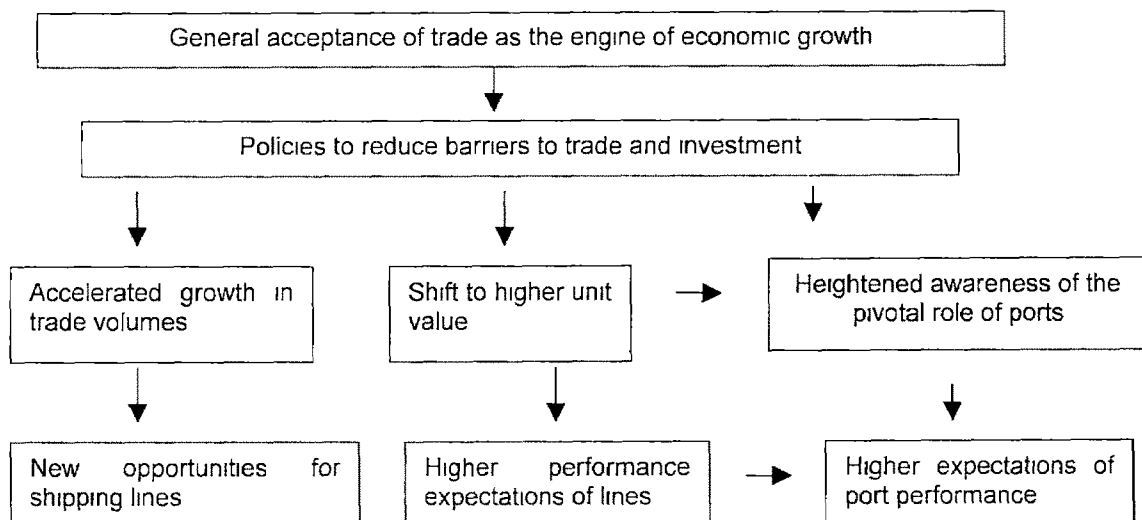 General acceptance of trade as the engine of economic growth
Policies to reduce barriers to trade and investment
Accelerated growth in
trade volumes
Shift to higher unit
value
Heightened awareness of the
pivotal role of ports
New opportunities for
shipping lines
Higher performance
expectations of lines
Higher expectations of
port performance